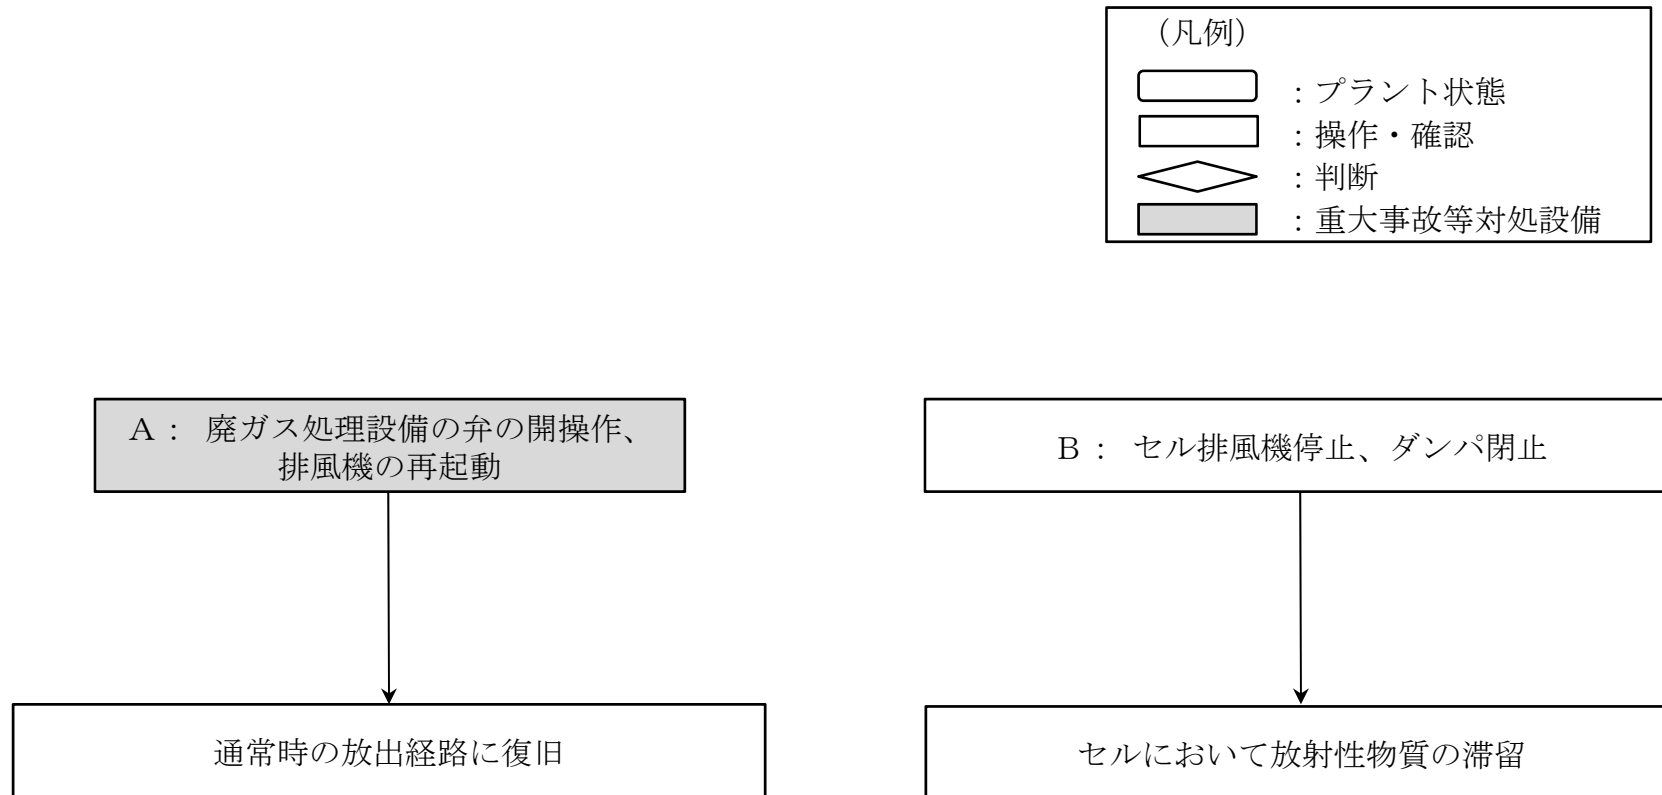 （凡例）
：プラント状態
：操作・確認
：判断
：重大事故等対処設備
Ａ： 廃ガス処理設備の弁の開操作、
排風機の再起動
Ｂ： セル排風機停止、ダンパ閉止
通常時の放出経路に復旧
セルにおいて放射性物質の滞留